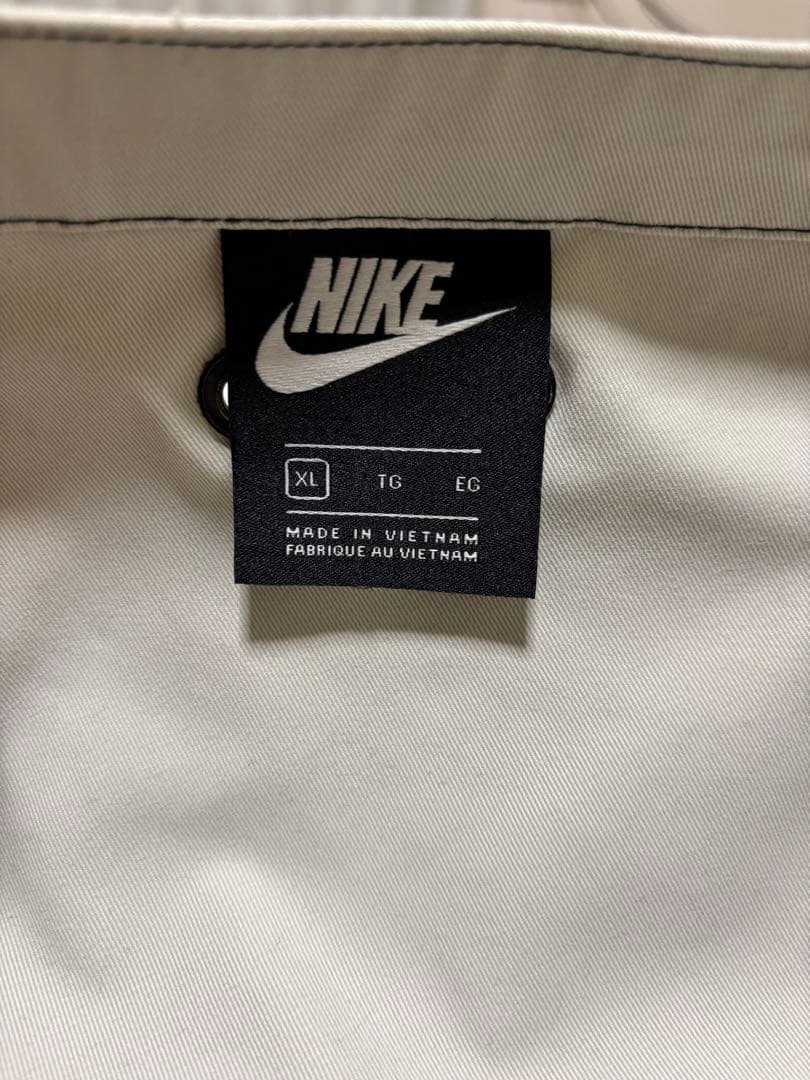 NIKE
XL TG EG
MADE IN VIETNAM
FABRIQUE AU VIETNAM